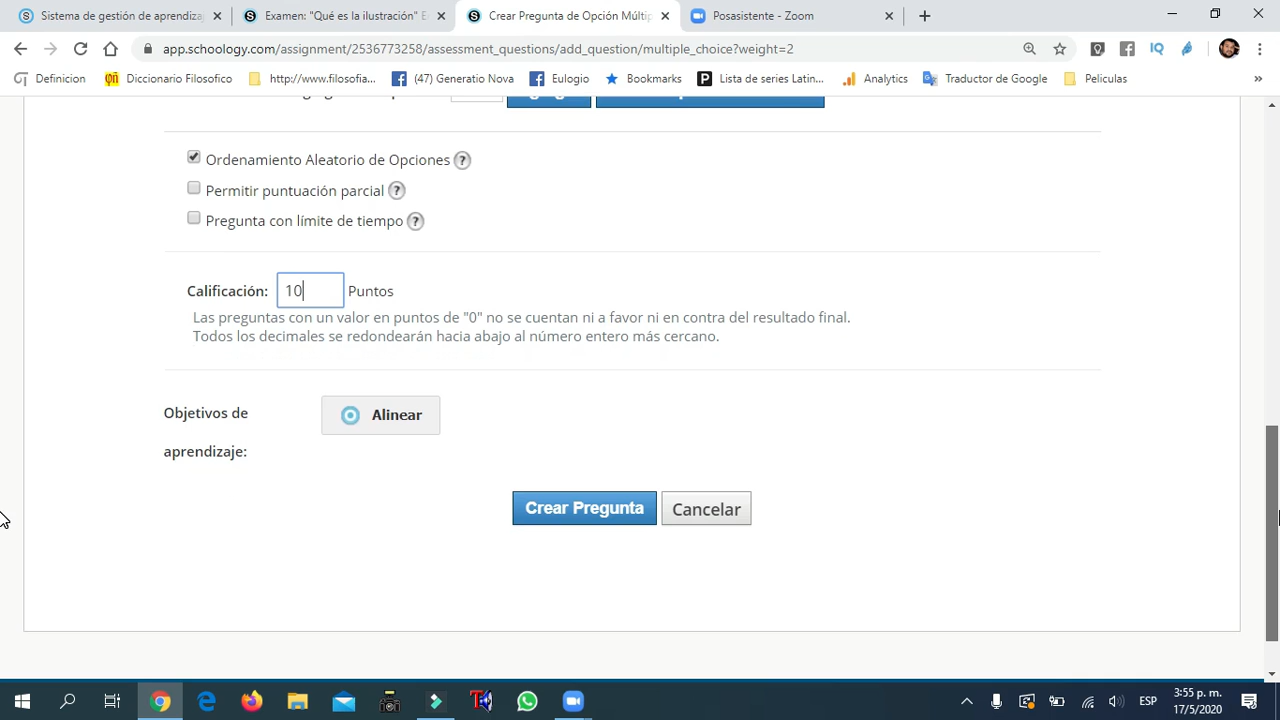 Sistema de gestión de aprendiza
Examen: "Qué es la ilustración" E
Crear Pregunta de Opción Múltip
Posasistente - Zoom
app.schoology.com/assignment/2536773258/assessment_questions/add_question/multiple_choice?weight=2
Definicion
Diccionario Filosofico
http://www.filosofia...
(47) Generatio Nova
Eulogio
Bookmarks
Lista de series Latin...
Analytics
Traductor de Google
Películas
»
Ordenamiento Aleatorio de Opciones ?
Permitir puntuación parcial ?
Pregunta con límite de tiempo ?
Calificación: 10 Puntos
Las preguntas con un valor en puntos de "0" no se cuentan ni a favor ni en contra del resultado final.
Todos los decimales se redondearán hacia abajo al número entero más cercano.
Objetivos de
aprendizaje:
Alinear
Crear Pregunta
Cancelar
ESP
3:55 p. m.
17/5/2020